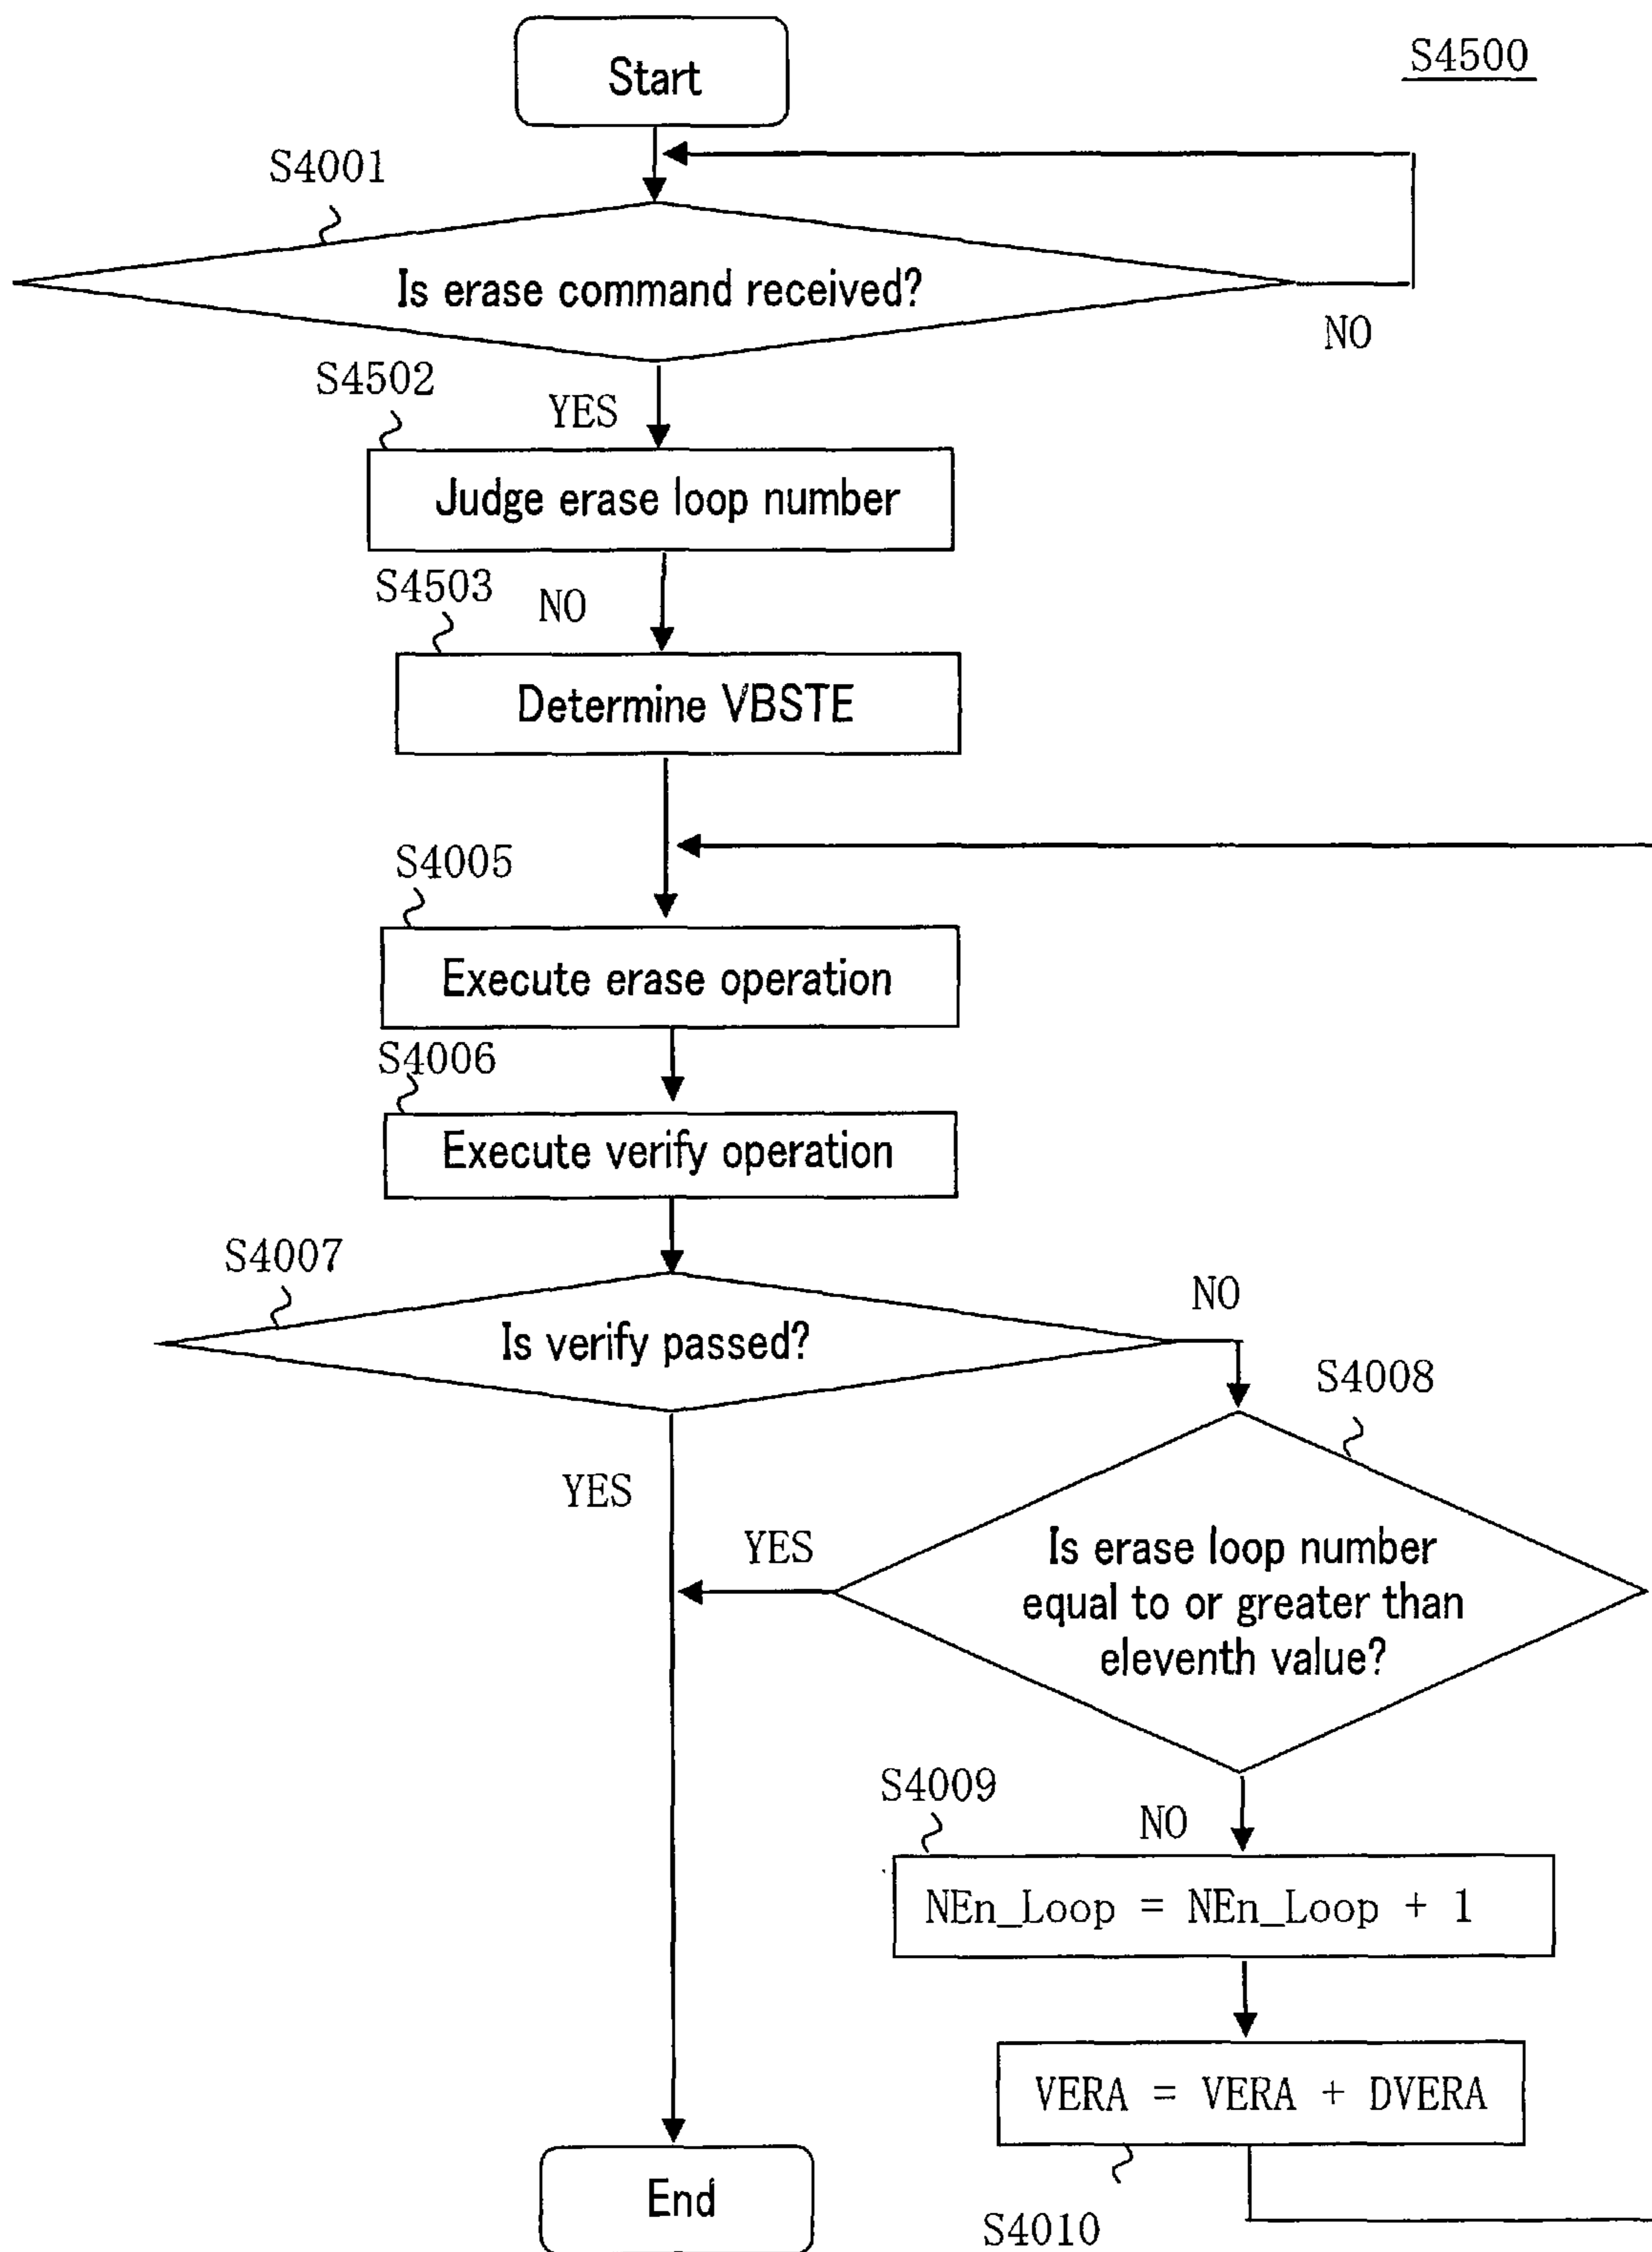 Start
S4500
S4001
Is erase command received?
NO
S4502
YES
Judge erase loop number
S4503
NO
Determine VBSTE
S4005
Execute erase operation
S4006
Execute verify operation
S4007
NO
Is verify passed?
S4008
YES
YES
Is erase loop number
equal to or greater than
eleventh value?
S4009
NO
NEn_Loop = NEn_Loop + 1
VERA = VERA + DVERA
End
S4010